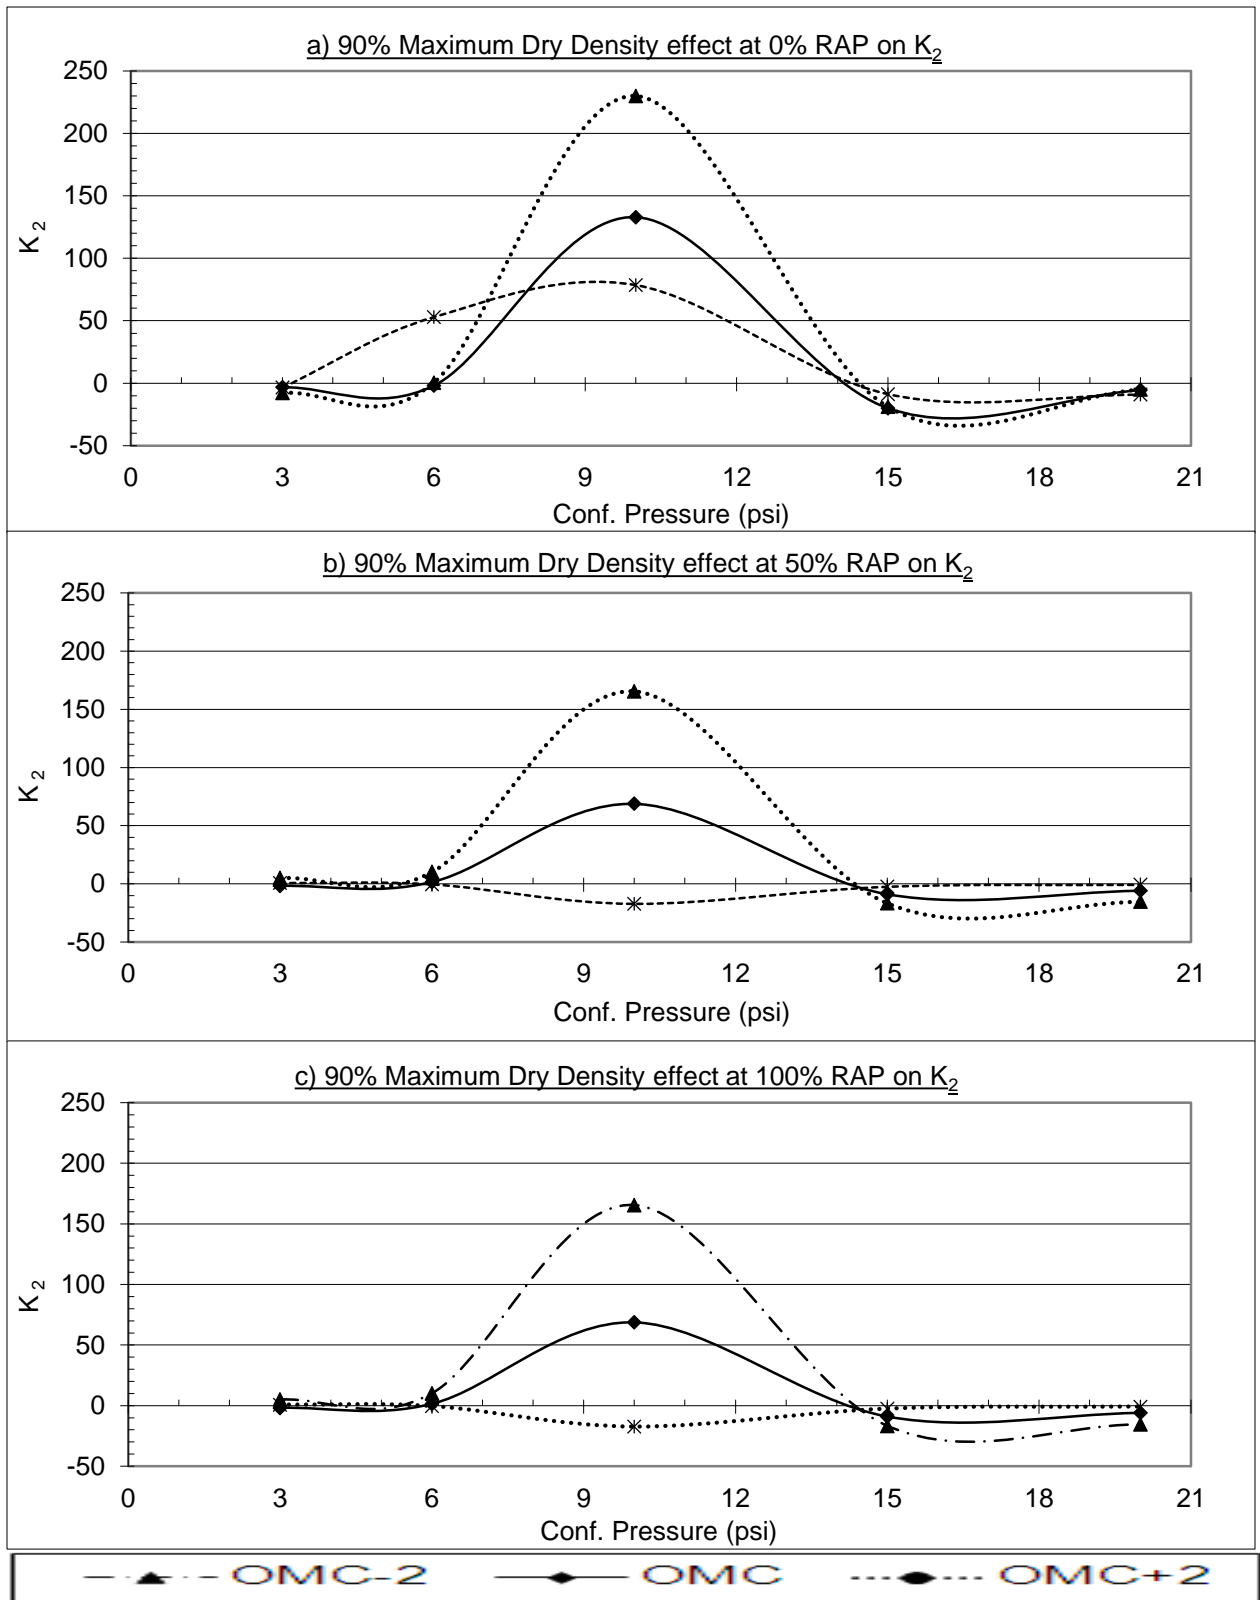 a) 90% Maximum Dry Density effect at 0% RAP on K2
250
200
150
100
50
0
-50
K2
0 3 6 9 12 15 18 21
Conf. Pressure (psi)
b) 90% Maximum Dry Density effect at 50% RAP on K2
250
200
150
100
50
0
-50
K2
0 3 6 9 12 15 18 21
Conf. Pressure (psi)
c) 90% Maximum Dry Density effect at 100% RAP on K2
250
200
150
100
50
0
-50
K2
0 3 6 9 12 15 18 21
Conf. Pressure (psi)
OMC-2 OMC OMC+2